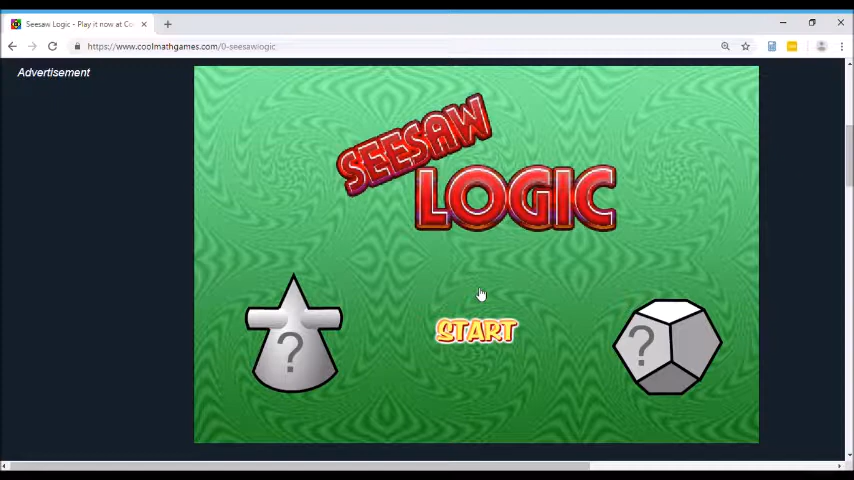 Seesaw Logic - Play it now at Co
https://www.coolmathgames.com/0-seesawlogic
Advertisement
SEESAW
LOGIC
START
?
?